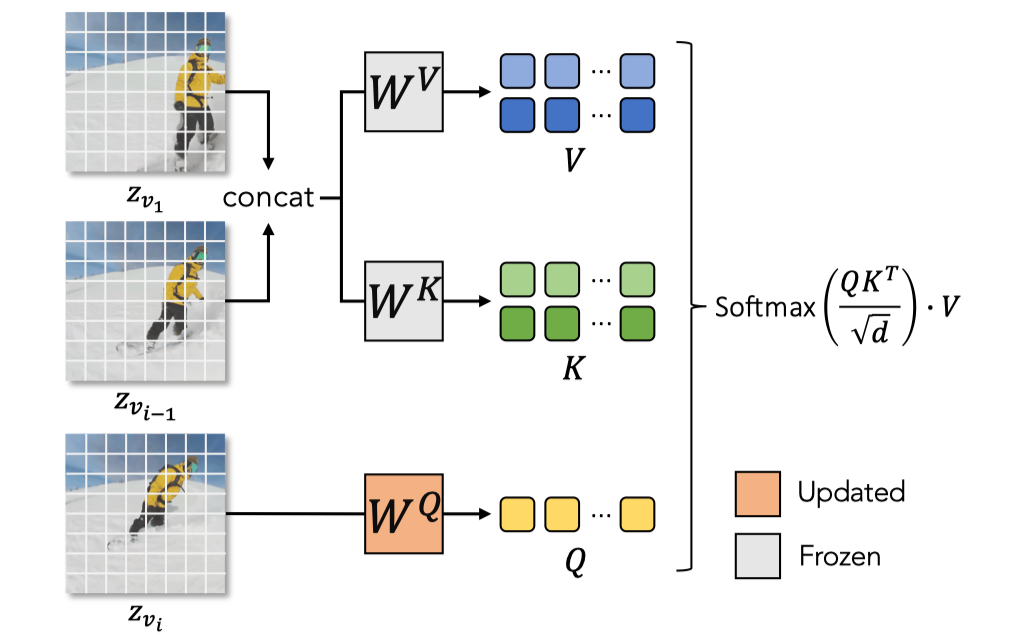 z_{v_1}
concat
z_{v_{i-1}}
z_{v_i}
W^V
W^K
W^Q
...
...
V
...
...
K
...
Q
Softmax (QK^T / √d) · V
Updated
Frozen